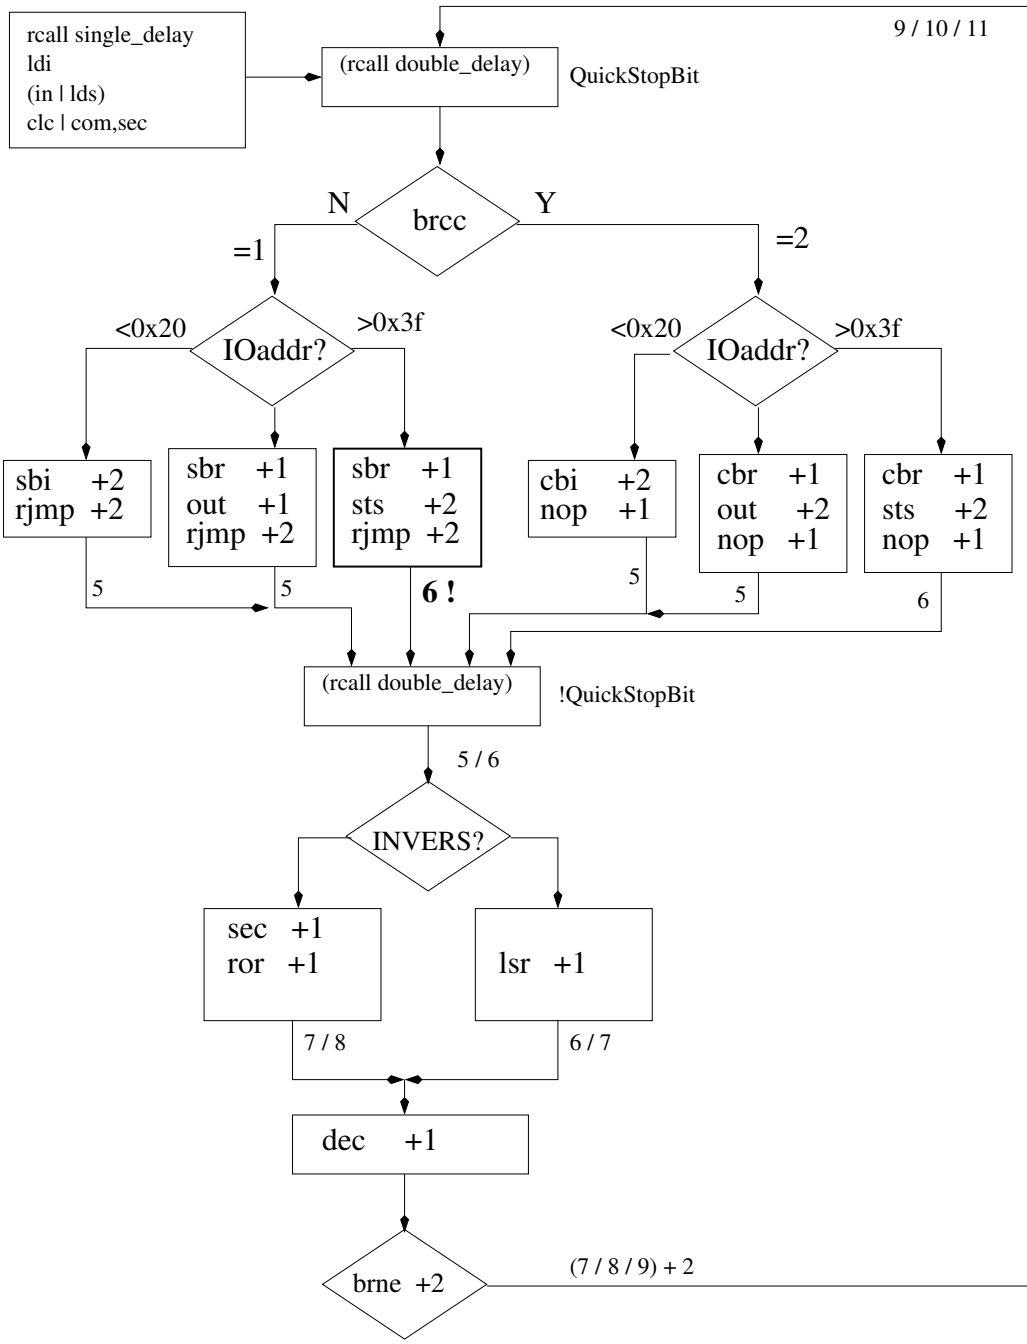 rcall single_delay
ldi
(in | lds)
clc | com,sec
(rcall double_delay)
QuickStopBit
9 / 10 / 11
N
brcc
Y
=1
=2
<0x20
IOaddr?
>0x3f
<0x20
IOaddr?
>0x3f
sbi +2
rjmp +2
sbr +1
out +1
rjmp +2
sbr +1
sts +2
rjmp +2
cbi +2
nop +1
cbr +1
out +2
nop +1
cbr +1
sts +2
nop +1
5
5
6 !
5
5
6
(rcall double_delay)
!QuickStopBit
5 / 6
INVERS?
sec +1
ror +1
lsr +1
7 / 8
6 / 7
dec +1
brne +2
(7 / 8 / 9) + 2